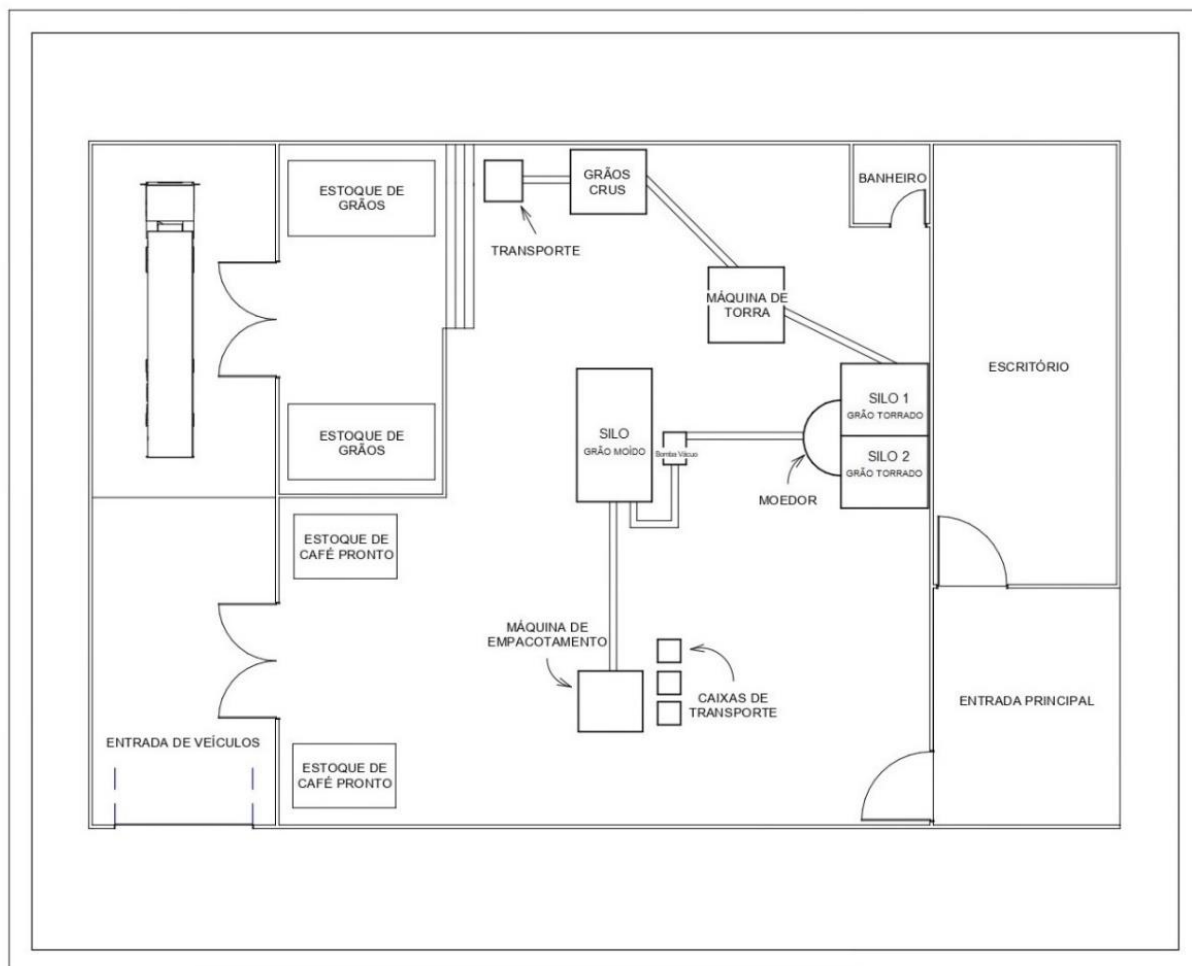 ESTOQUE DE
GRÃOS
TRANSPORTE
GRÃOS
CRUS
BANHEIRO
MÁQUINA DE
TORRA
ESCRITÓRIO
SILO 1
GRÃO TORRADO
SILO 2
GRÃO TORRADO
MOEDOR
SILO
GRÃO MOÍDO
Bomba Vácuo
ESTOQUE DE
GRÃOS
ESTOQUE DE
CAFÉ PRONTO
MÁQUINA DE
EMPACOTAMENTO
CAIXAS DE
TRANSPORTE
ENTRADA PRINCIPAL
ENTRADA DE VEÍCULOS
ESTOQUE DE
CAFÉ PRONTO